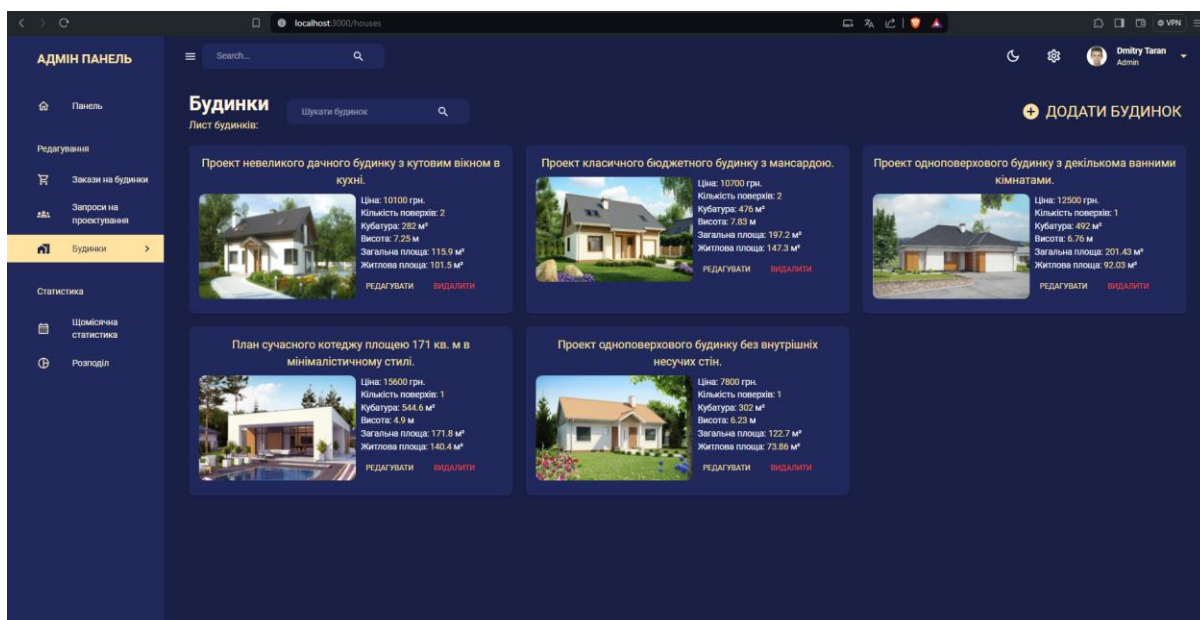 localhost:3000/houses
VPN
АДМІН ПАНЕЛЬ
Search...
Dmitry Taran
Admin
Панель
Будинки
Лист будинків:
Шукати будинок
ДОДАТИ БУДИНОК
Редагування
Закази на будинки
Запроси на
проектування
Будинки
Статистика
Щомісячна
статистика
Розподіл
Проект невеликого дачного будинку з кутовим вікном в
кухні.
Ціна: 10100 грн.
Кількість поверхів: 2
Кубатура: 282 м²
Висота: 7.25 м
Загальна площа: 115.9 м²
Житлова площа: 101.5 м²
РЕДАГУВАТИ ВИДАЛИТИ
Проект класичного бюджетного будинку з мансардою.
Ціна: 10700 грн.
Кількість поверхів: 2
Кубатура: 476 м²
Висота: 7.83 м
Загальна площа: 197.2 м²
Житлова площа: 147.3 м²
РЕДАГУВАТИ ВИДАЛИТИ
Проект одноповерхового будинку з декількома ванними
кімнатами.
Ціна: 12500 грн.
Кількість поверхів: 1
Кубатура: 492 м²
Висота: 6.76 м
Загальна площа: 201.43 м²
Житлова площа: 92.03 м²
РЕДАГУВАТИ ВИДАЛИТИ
План сучасного котеджу площею 171 кв. м в
мінімалістичному стилі.
Ціна: 15600 грн.
Кількість поверхів: 1
Кубатура: 544.6 м²
Висота: 4.9 м
Загальна площа: 171.8 м²
Житлова площа: 140.4 м²
РЕДАГУВАТИ ВИДАЛИТИ
Проект одноповерхового будинку без внутрішніх
несучих стін.
Ціна: 7800 грн.
Кількість поверхів: 1
Кубатура: 302 м²
Висота: 6.23 м
Загальна площа: 122.7 м²
Житлова площа: 73.86 м²
РЕДАГУВАТИ ВИДАЛИТИ